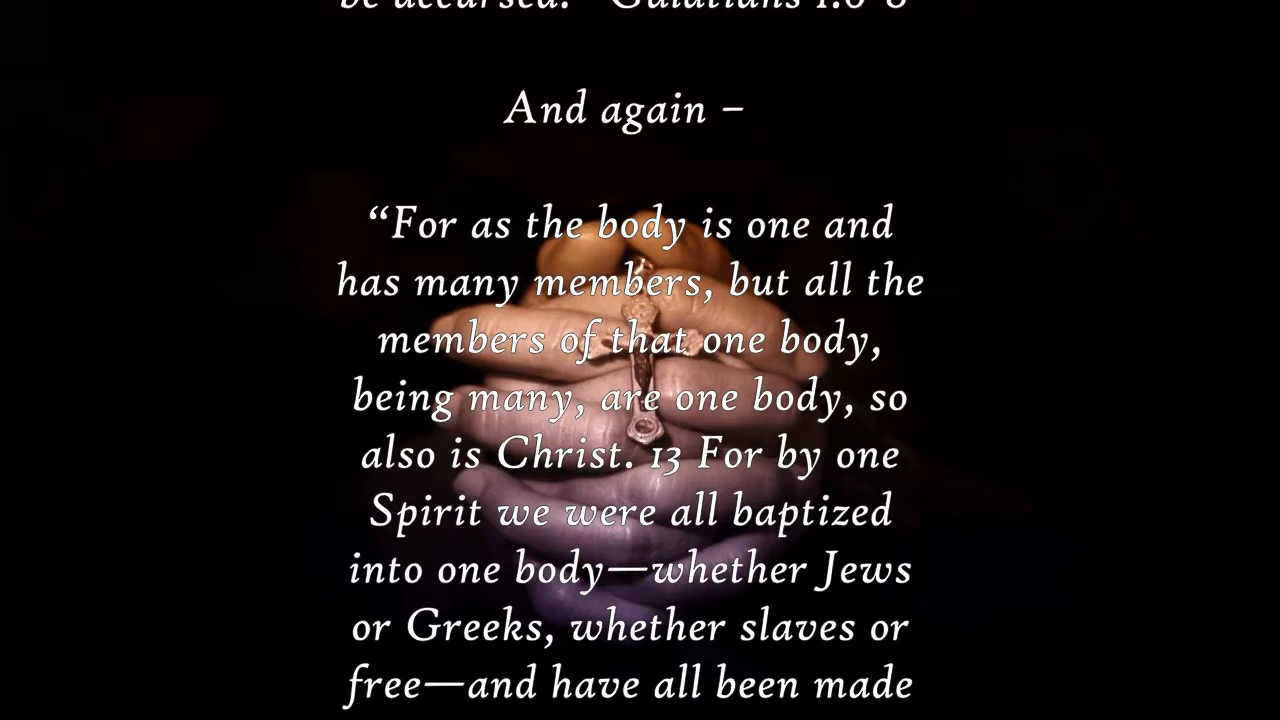 be accursed.” Galatians 1:6-8
And again –
“For as the body is one and
has many members, but all the
members of that one body,
being many, are one body, so
also is Christ. 13 For by one
Spirit we were all baptized
into one body—whether Jews
or Greeks, whether slaves or
free—and have all been made